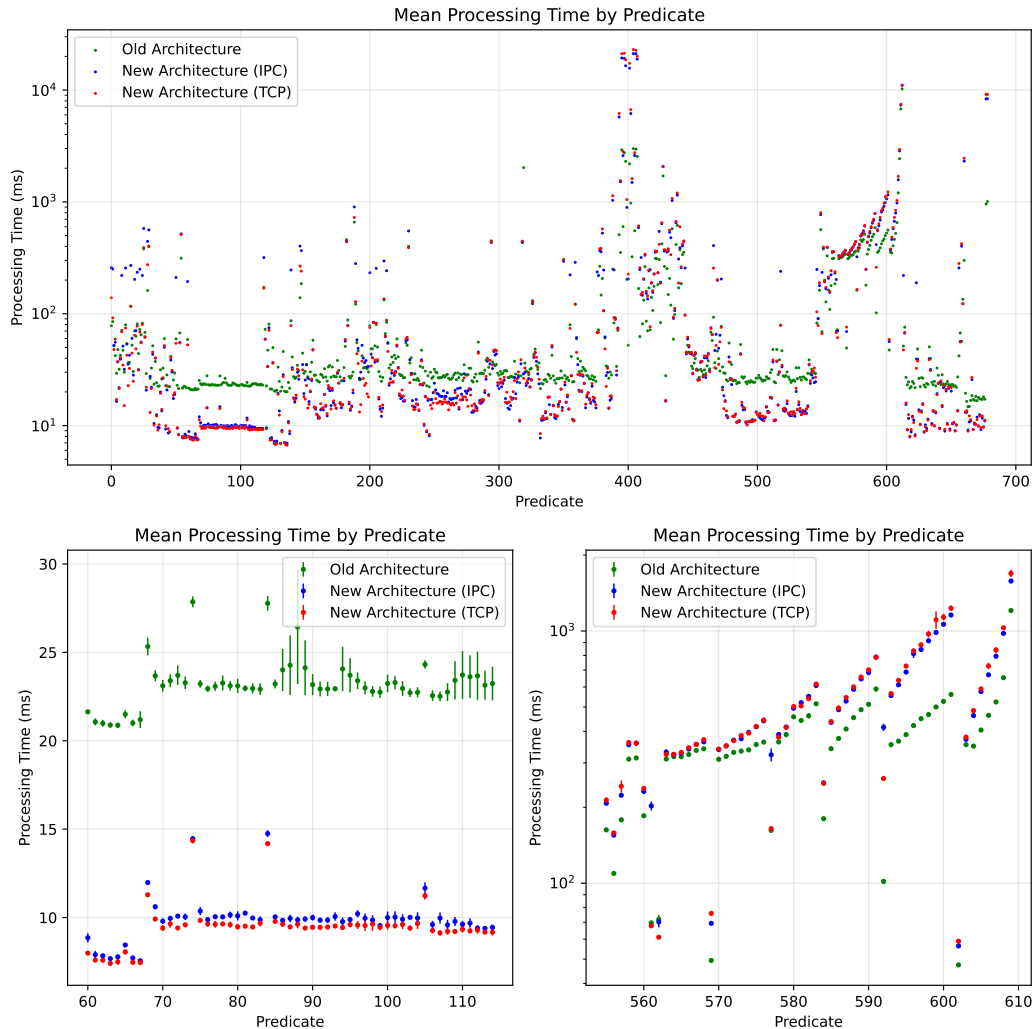 Mean Processing Time by Predicate
Processing Time (ms)
10⁴
10³
10²
10¹
Old Architecture
New Architecture (IPC)
New Architecture (TCP)
0 100 200 300 400 500 600 700
Predicate
Mean Processing Time by Predicate
Processing Time (ms)
30
25
20
15
10
Old Architecture
New Architecture (IPC)
New Architecture (TCP)
60 70 80 90 100 110
Predicate
Mean Processing Time by Predicate
Processing Time (ms)
10³
10²
Old Architecture
New Architecture (IPC)
New Architecture (TCP)
560 570 580 590 600 610
Predicate